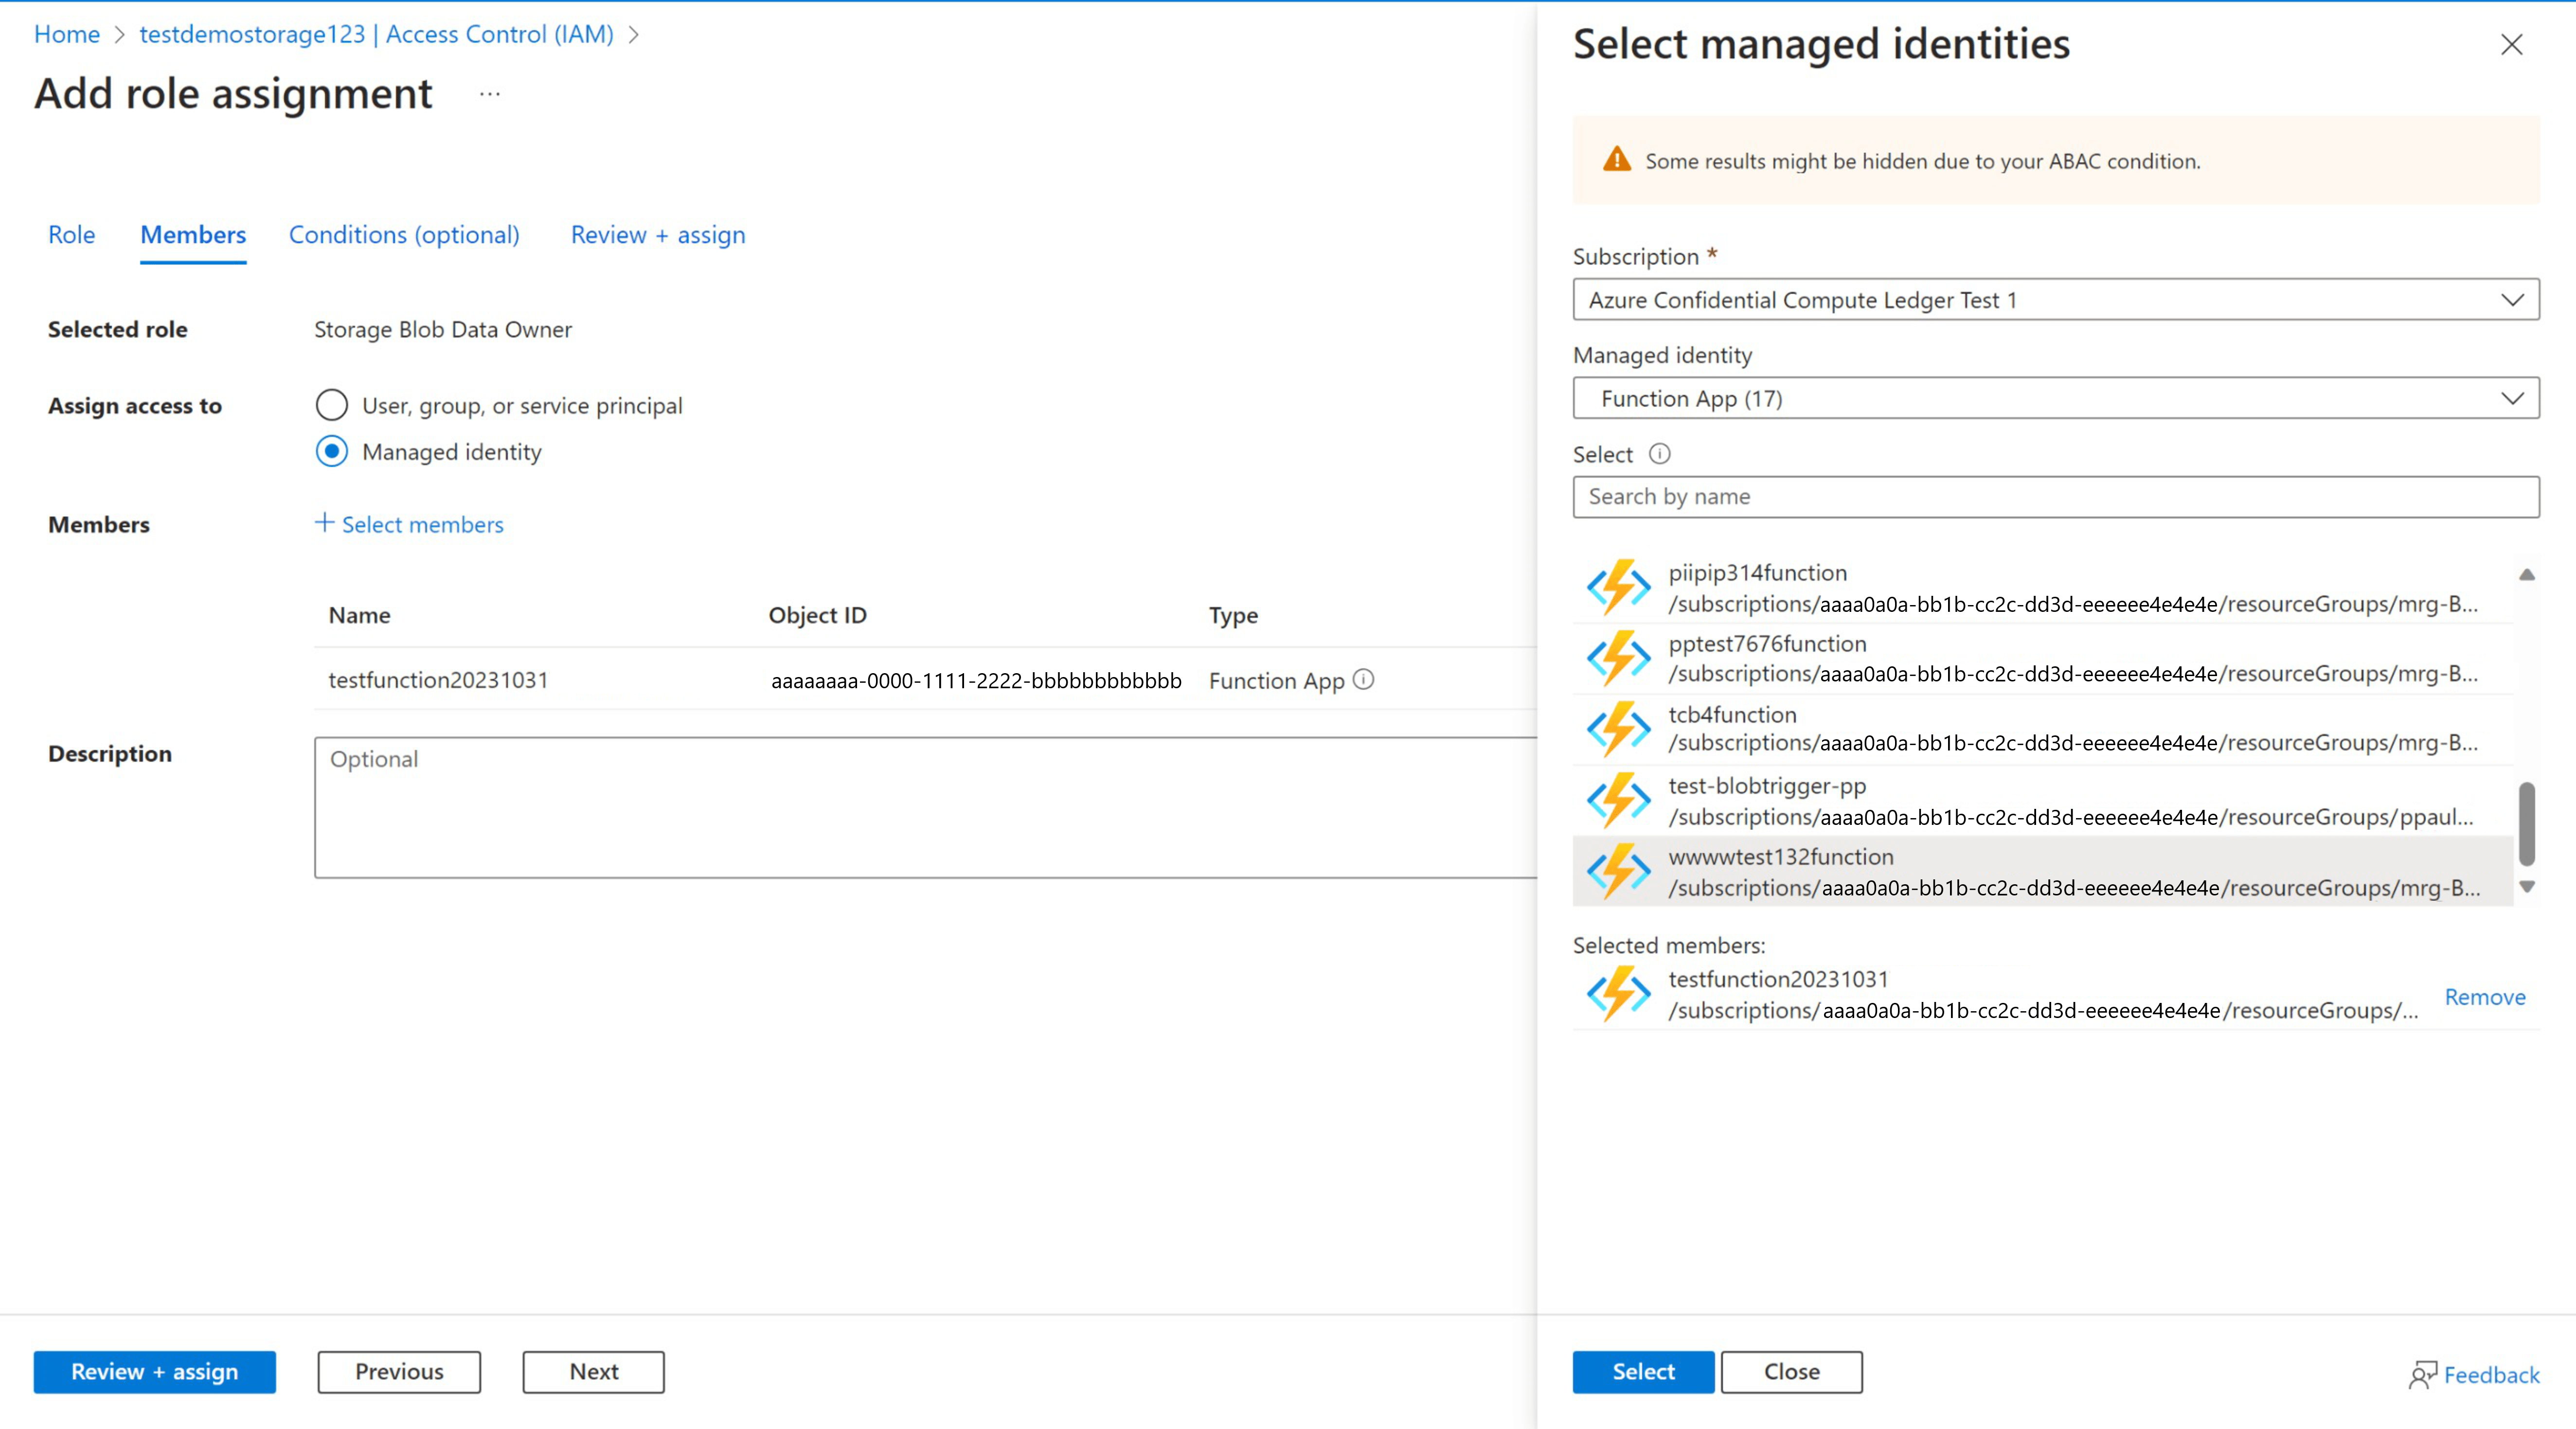 Home > testdemostorage123 | Access Control (IAM) >
Add role assignment ...
Role Members Conditions (optional) Review + assign
Selected role Storage Blob Data Owner
Assign access to User, group, or service principal
Managed identity
Members + Select members
Name Object ID Type
testfunction20231031 aaaaaaaa-0000-1111-2222-bbbbbbbbbbbb Function App
Description Optional
Review + assign Previous Next
Select managed identities
Some results might be hidden due to your ABAC condition.
Subscription *
Azure Confidential Compute Ledger Test 1
Managed identity
Function App (17)
Select
Search by name
piipip314function
/subscriptions/aaaa0a0a-bb1b-cc2c-dd3d-eeeeee4e4e4e/resourceGroups/mrg-B...
pptest7676function
/subscriptions/aaaa0a0a-bb1b-cc2c-dd3d-eeeeee4e4e4e/resourceGroups/mrg-B...
tcb4function
/subscriptions/aaaa0a0a-bb1b-cc2c-dd3d-eeeeee4e4e4e/resourceGroups/mrg-B...
test-blobtrigger-pp
/subscriptions/aaaa0a0a-bb1b-cc2c-dd3d-eeeeee4e4e4e/resourceGroups/ppaul...
wwwwtest132function
/subscriptions/aaaa0a0a-bb1b-cc2c-dd3d-eeeeee4e4e4e/resourceGroups/mrg-B...
Selected members:
testfunction20231031
/subscriptions/aaaa0a0a-bb1b-cc2c-dd3d-eeeeee4e4e4e/resourceGroups/... Remove
Select Close Feedback